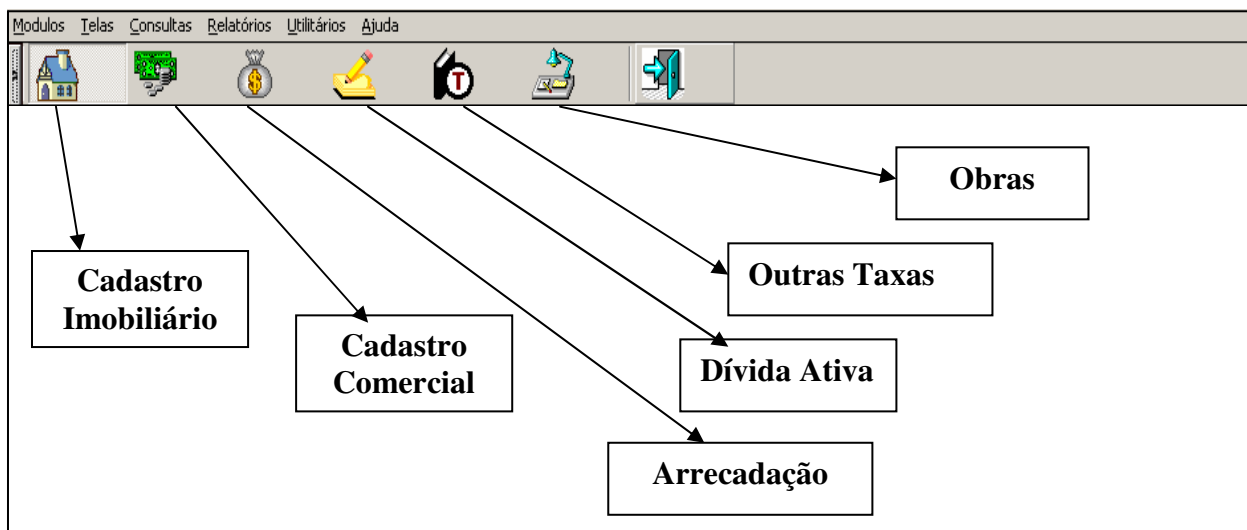 Modulos Telas Consultas Relatórios Utilitários Ajuda
T
Obras
Cadastro
Imobiliário
Outras Taxas
Cadastro
Comercial
Dívida Ativa
Arrecadação